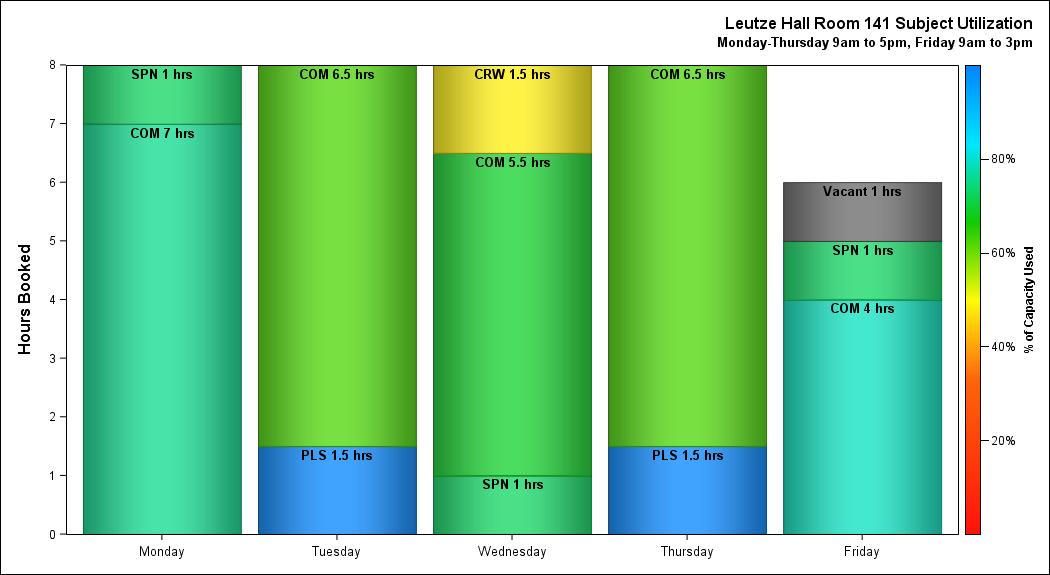 Leutze Hall Room 141 Subject Utilization
Monday-Thursday 9am to 5pm, Friday 9am to 3pm
Hours Booked
8
7
6
5
4
3
2
1
0
SPN 1 hrs
COM 7 hrs
COM 6.5 hrs
PLS 1.5 hrs
CRW 1.5 hrs
COM 5.5 hrs
SPN 1 hrs
COM 6.5 hrs
PLS 1.5 hrs
Vacant 1 hrs
SPN 1 hrs
COM 4 hrs
Monday
Tuesday
Wednesday
Thursday
Friday
80%
60%
40%
20%
% of Capacity Used